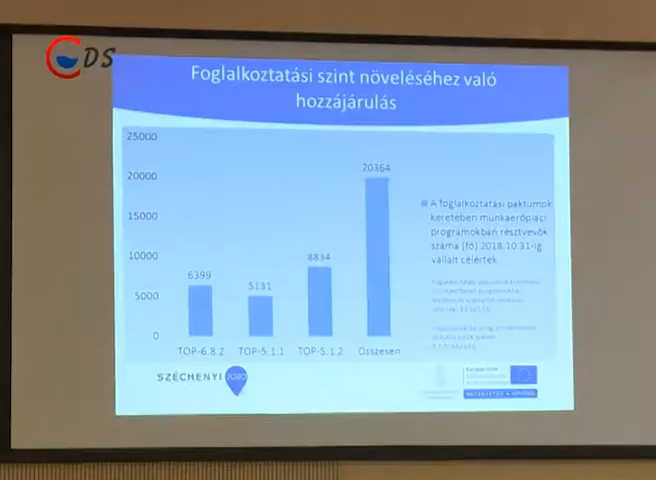 DS
Foglalkoztatási szint növeléséhez való
hozzájárulás
25000
20000
15000
10000
5000
0
6399
5131
8834
20364
TOP-6.8.2
TOP-5.1.1
TOP-5.1.2
Összesen
A foglalkoztatási paktumok
keretében munkaerőpiaci
programokban résztvevők
száma (fő) 2018.10.31-ig
vállalt célérték
SZÉCHENYI 2020